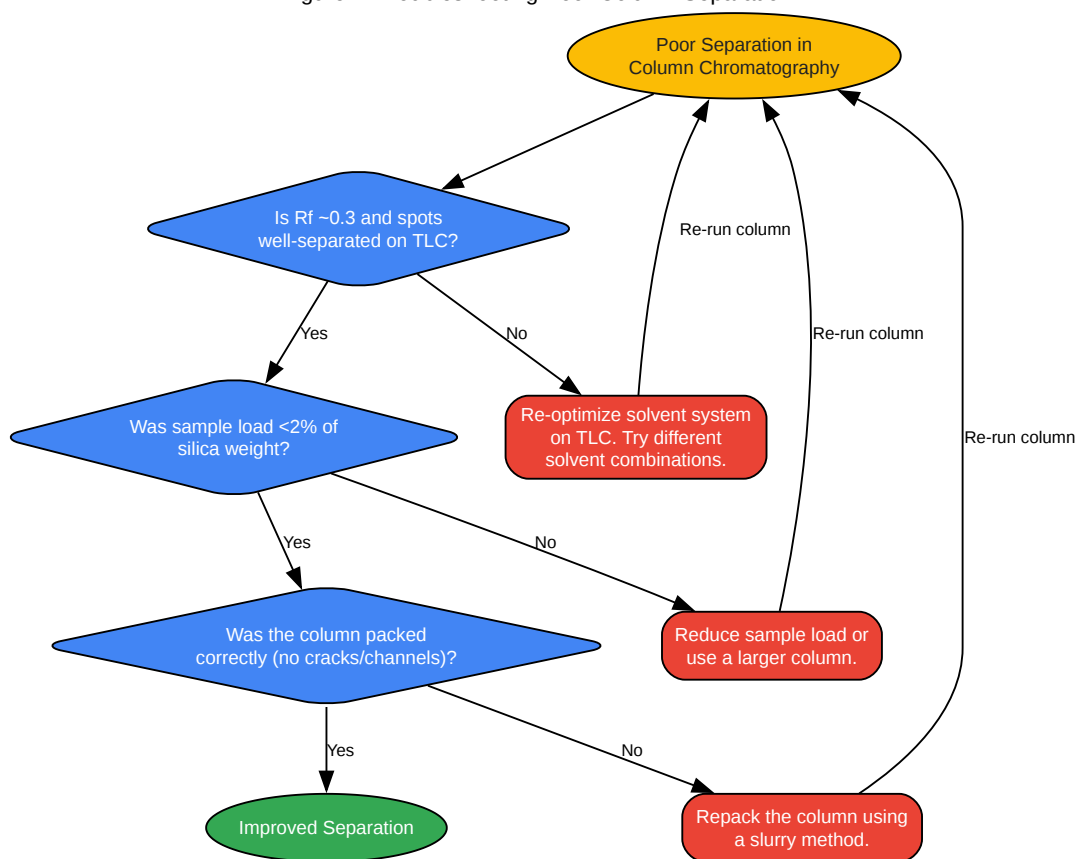 Poor Separation in
Column Chromatography
Is Rf ~0.3 and spots
well-separated on TLC?
Re-run column
Yes
No
Re-run column
Re-optimize solvent system
on TLC. Try different
solvent combinations.
Was sample load <2% of
silica weight?
Re-run column
Yes
No
Was the column packed
correctly (no cracks/channels)?
Reduce sample load or
use a larger column.
Yes
No
Improved Separation
Repack the column using
a slurry method.